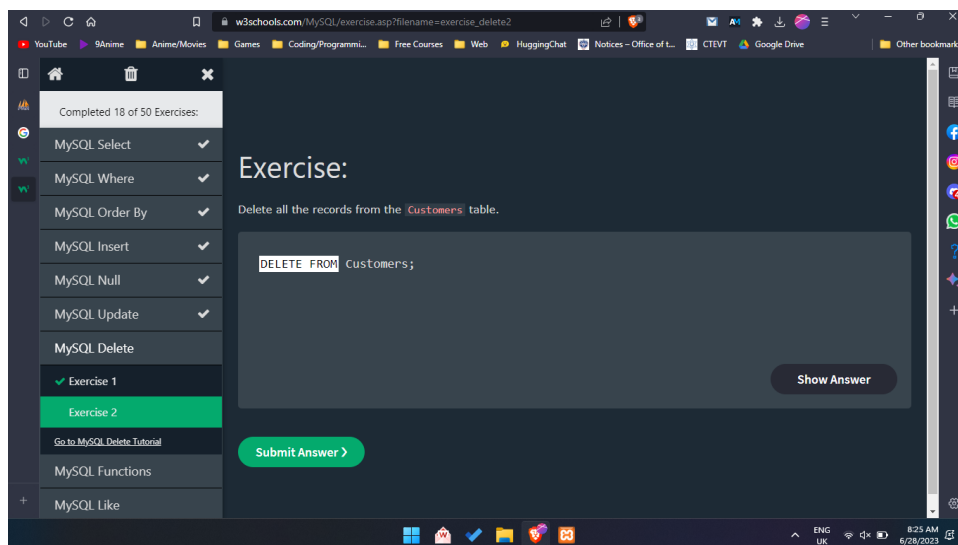 w3schools.com/MySQL/exercise.asp?filename=exercise_delete2
YouTube
9Anime
Anime/Movies
Games
Coding/Programmi...
Free Courses
Web
HuggingChat
Notices – Office of t...
CTEVT
Google Drive
Other bookmark
Completed 18 of 50 Exercises:
MySQL Select
MySQL Where
MySQL Order By
MySQL Insert
MySQL Null
MySQL Update
MySQL Delete
Exercise 1
Exercise 2
Go to MySQL Delete Tutorial
MySQL Functions
MySQL Like
Exercise:
Delete all the records from the Customers table.
DELETE FROM Customers;
Show Answer
Submit Answer ❯
ENG
UK
8:25 AM
6/28/2023